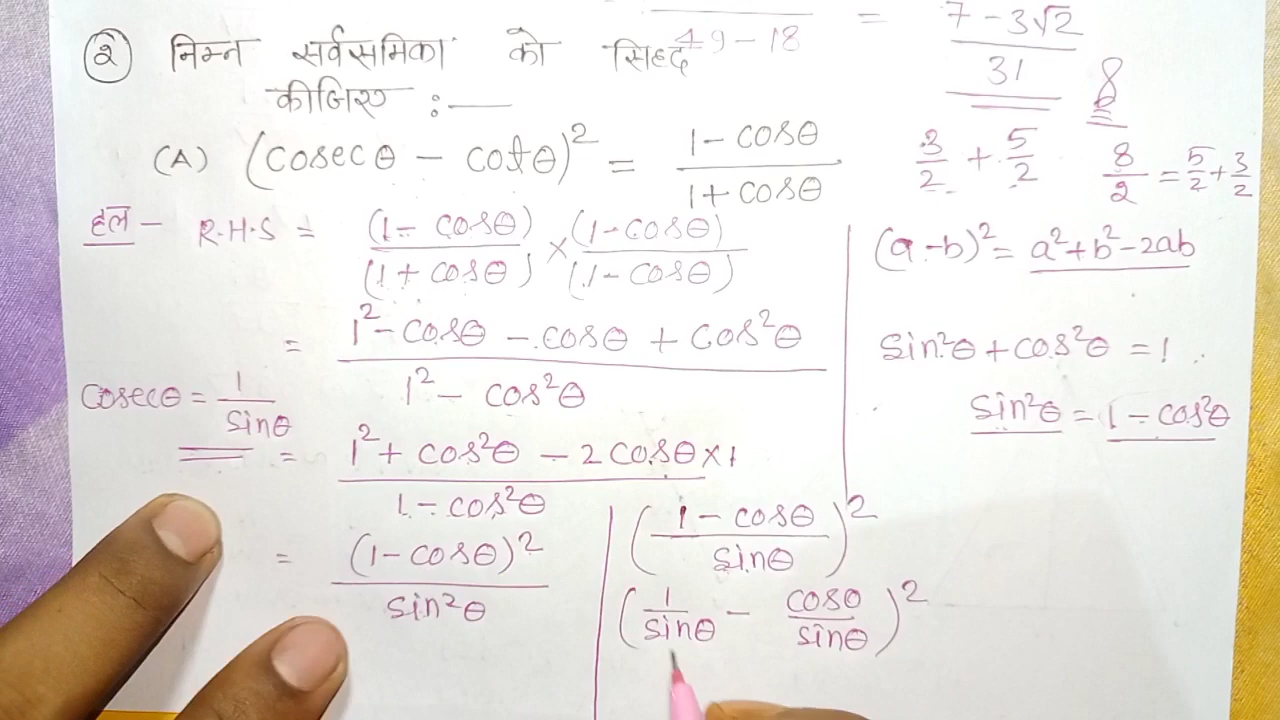 49-18 = 7-3√2 / 31
② निम्न सर्वसमिका को सिध्द
कीजिए :—
8
3/2 + 5/2
8/2 = 5/2 + 3/2
(A) (cosecθ - cotθ)² = 1-cosθ / 1+cosθ
हल - R.H.S = (1-cosθ) / (1+cosθ) × (1-cosθ) / (1-cosθ)
= 1²-cosθ -cosθ + cos²θ / 1² - cos²θ
cosecθ = 1 / sinθ
= 1² + cos²θ - 2cosθ×1 / 1-cos²θ
= (1-cosθ)² / sin²θ
(a-b)² = a²+b²-2ab
sin²θ + cos²θ = 1
sin²θ = 1-cos²θ
(1-cosθ / sinθ)²
(1/sinθ - cosθ/sinθ)²